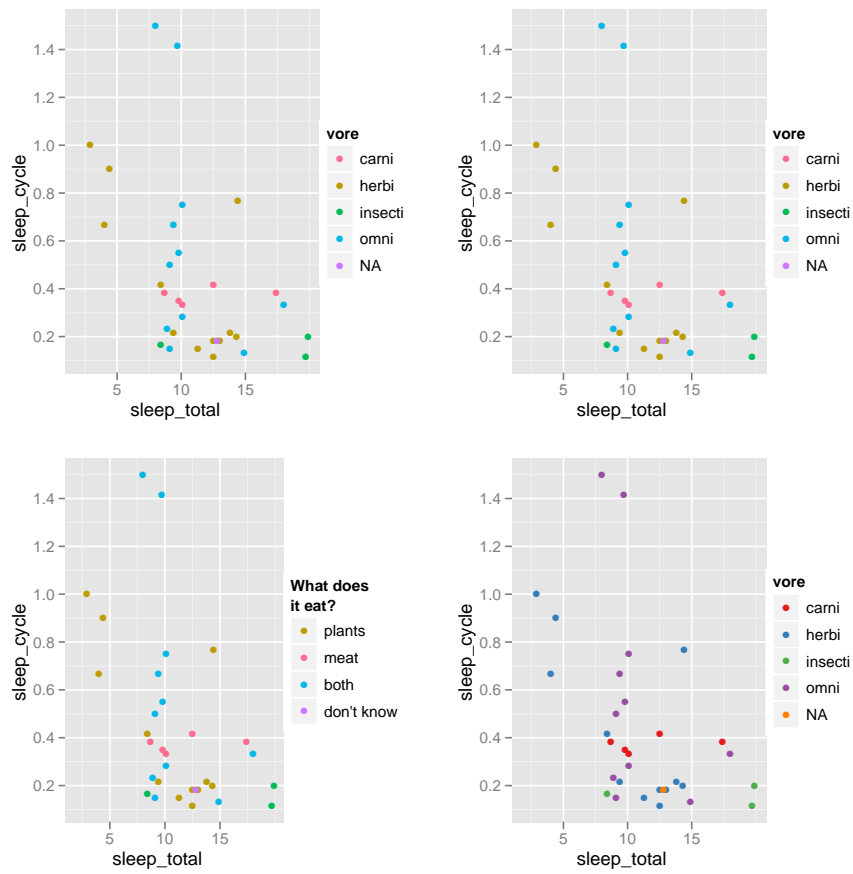 1.4
1.2
1.0
0.8
0.6
0.4
0.2
sleep_cycle
5 10 15
sleep_total
vore
carni
herbi
insecti
omni
NA
1.4
1.2
1.0
0.8
0.6
0.4
0.2
sleep_cycle
5 10 15
sleep_total
vore
carni
herbi
insecti
omni
NA
1.4
1.2
1.0
0.8
0.6
0.4
0.2
sleep_cycle
5 10 15
sleep_total
What does
it eat?
plants
meat
both
don't know
1.4
1.2
1.0
0.8
0.6
0.4
0.2
sleep_cycle
5 10 15
sleep_total
vore
carni
herbi
insecti
omni
NA